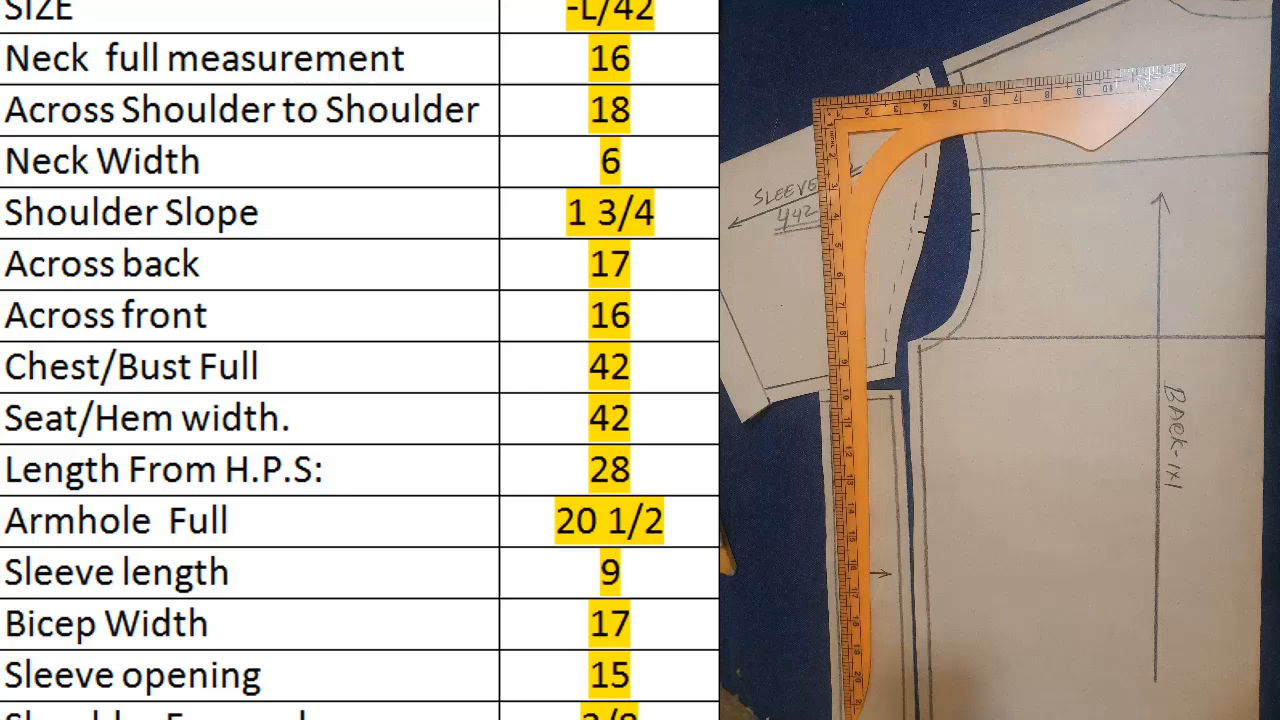 SIZE -L/42
Neck full measurement 16
Across Shoulder to Shoulder 18
Neck Width 6
Shoulder Slope 1 3/4
Across back 17
Across front 16
Chest/Bust Full 42
Seat/Hem width. 42
Length From H.P.S: 28
Armhole Full 20 1/2
Sleeve length 9
Bicep Width 17
Sleeve opening 15
SLEEVE
BACK-1X1